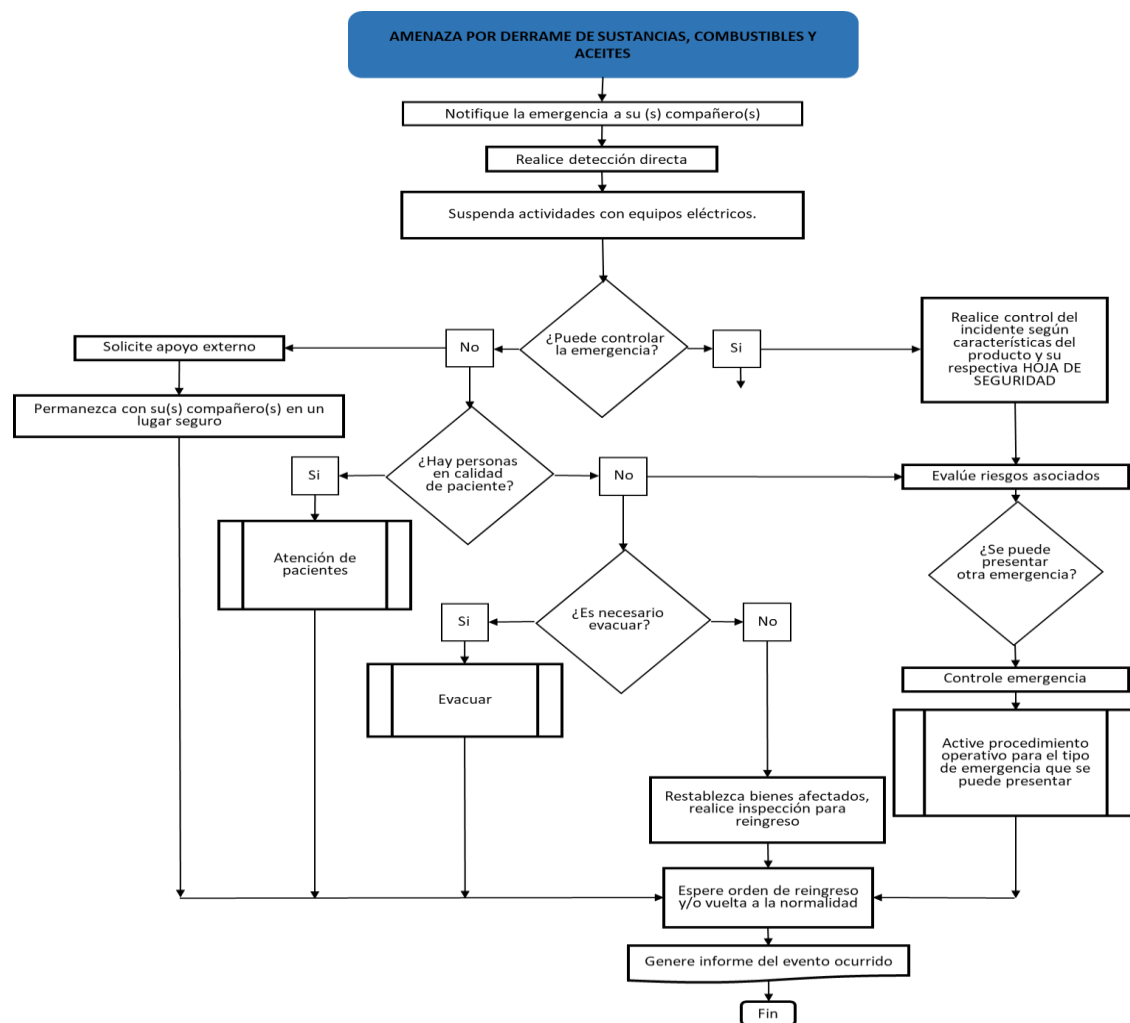 AMENAZA POR DERRAME DE SUSTANCIAS, COMBUSTIBLES Y
ACEITES
Notifique la emergencia a su (s) compañero(s)
Realice detección directa
Suspenda actividades con equipos eléctricos.
¿Puede controlar
la emergencia?
No
Si
Solicite apoyo externo
Realice control del
incidente según
características del
producto y su
respectiva HOJA DE
SEGURIDAD
Permanezca con su(s) compañero(s) en un
lugar seguro
¿Hay personas
en calidad
de paciente?
Si
No
Evalúe riesgos asociados
Atención de
pacientes
¿Se puede
presentar
otra emergencia?
¿Es necesario
evacuar?
Si
No
Controle emergencia
Evacuar
Active procedimiento
operativo para el tipo
de emergencia que se
puede presentar
Restablezca bienes afectados,
realice inspección para
reingreso
Espere orden de reingreso
y/o vuelta a la normalidad
Genere informe del evento ocurrido
Fin